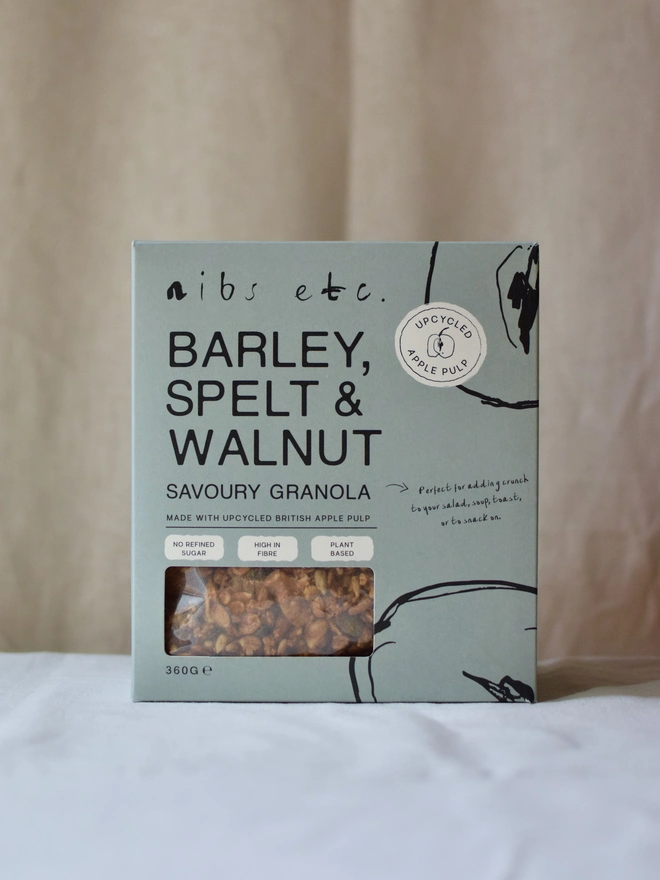 nibs etc.
BARLEY,
SPELT &
WALNUT
SAVOURY GRANOLA
MADE WITH UPCYCLED BRITISH APPLE PULP
NO REFINED
SUGAR
HIGH IN
FIBRE
PLANT
BASED
360G ℮
UPCYCLED
APPLE PULP
Perfect for adding crunch
to your salad, soup, toast,
or to snack on.